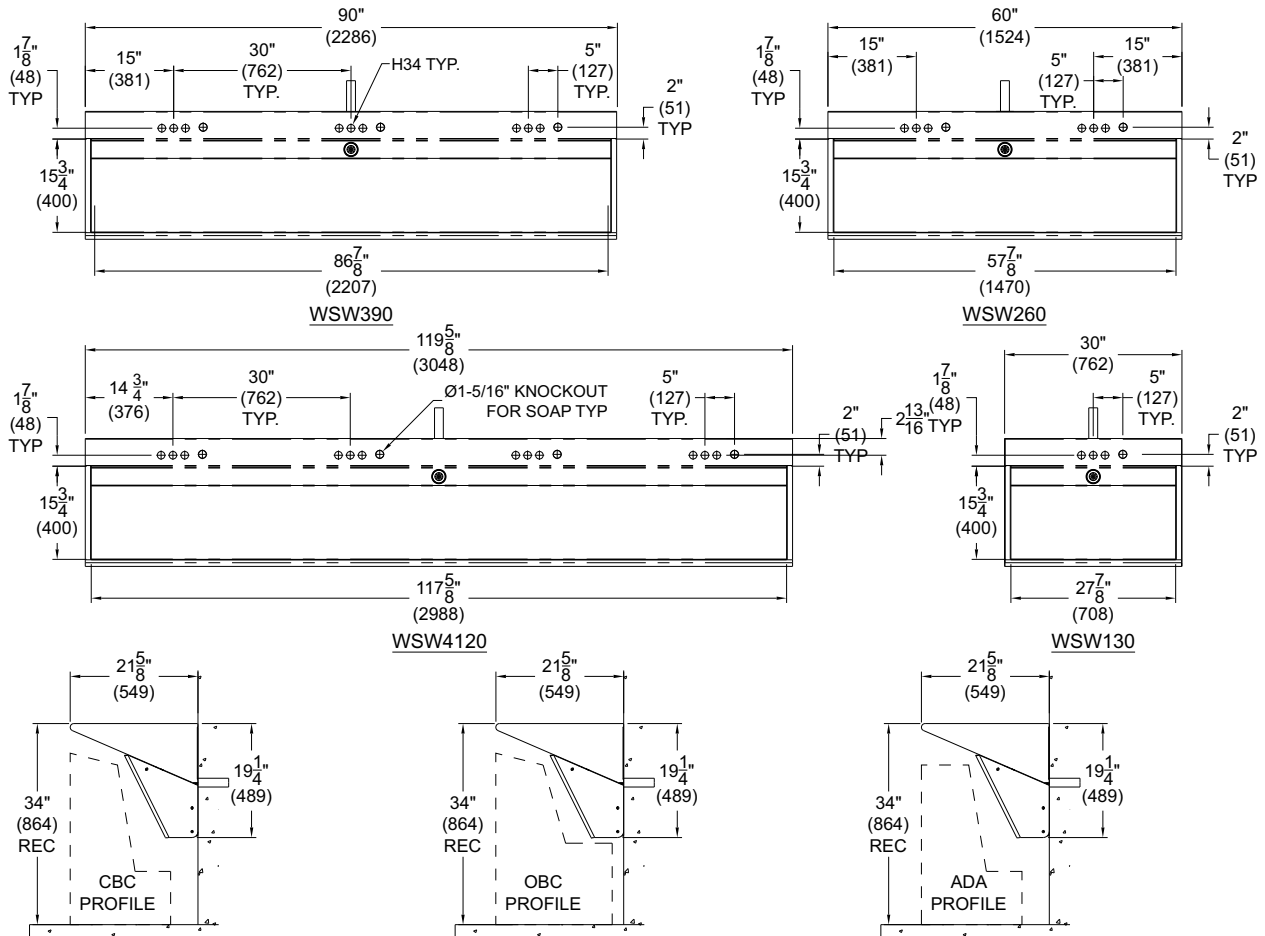 90"
(2286)
1 7/8"
(48)
TYP
15"
(381)
30"
(762)
TYP.
H34 TYP.
5"
(127)
TYP.
2"
(51)
TYP
15 3/4"
(400)
86 7/8"
(2207)
WSW390
60"
(1524)
1 7/8"
(48)
TYP
15"
(381)
5"
(127)
TYP.
15"
(381)
2"
(51)
TYP
15 3/4"
(400)
57 7/8"
(1470)
WSW260
119 5/8"
(3048)
1 7/8"
(48)
TYP
14 3/4"
(376)
30"
(762)
TYP.
Ø1-5/16" KNOCKOUT
FOR SOAP TYP
5"
(127)
TYP.
2"
(51)
TYP
2 13/16" TYP
15 3/4"
(400)
117 5/8"
(2988)
WSW4120
30"
(762)
1 7/8"
(48)
5"
(127)
TYP.
2"
(51)
TYP
15 3/4"
(400)
27 7/8"
(708)
WSW130
21 5/8"
(549)
34"
(864)
REC
19 1/4"
(489)
CBC
PROFILE
21 5/8"
(549)
34"
(864)
REC
19 1/4"
(489)
OBC
PROFILE
21 5/8"
(549)
34"
(864)
REC
19 1/4"
(489)
ADA
PROFILE